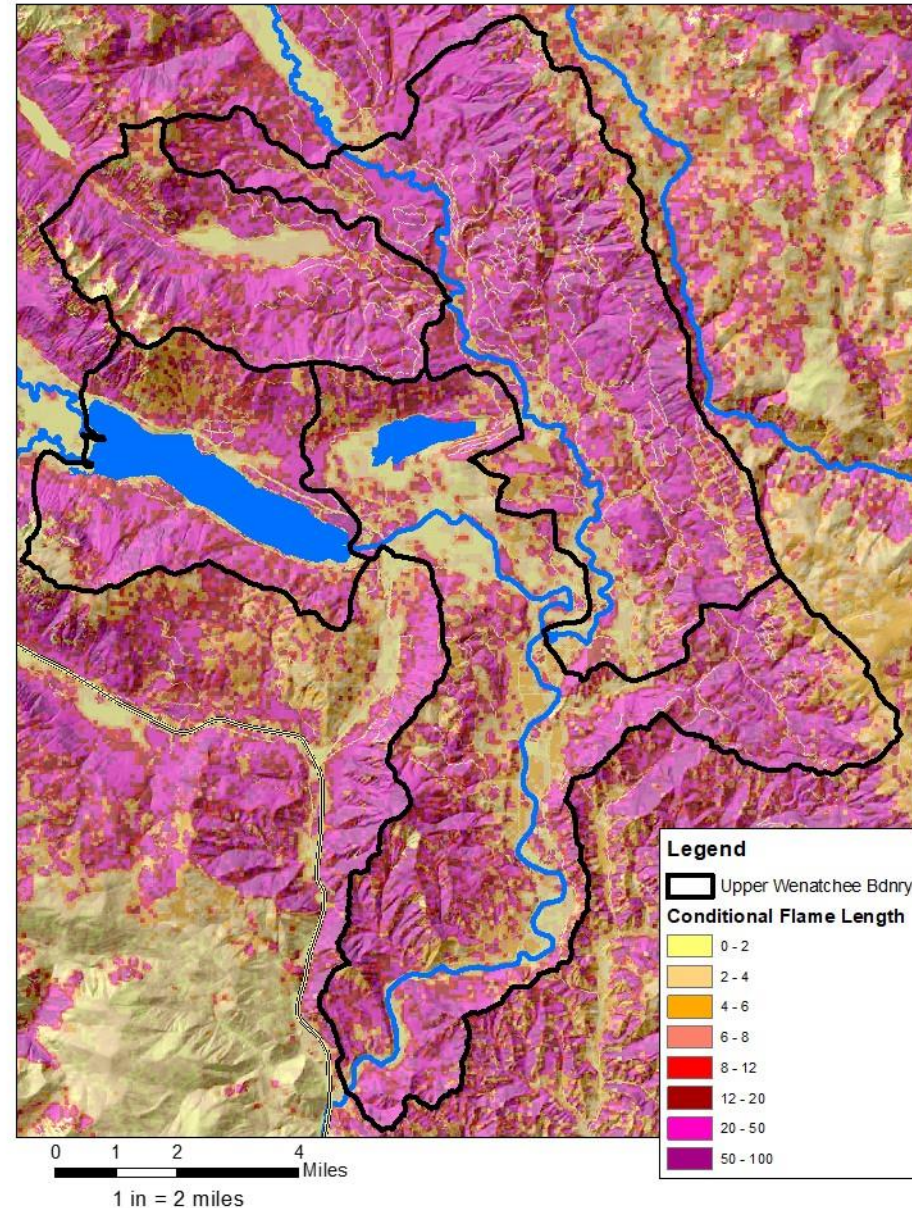 Legend
Upper Wenatchee Bdnry
Conditional Flame Length
0 - 2
2 - 4
4 - 6
6 - 8
8 - 12
12 - 20
20 - 50
50 - 100
0 1 2 4
Miles
1 in = 2 miles